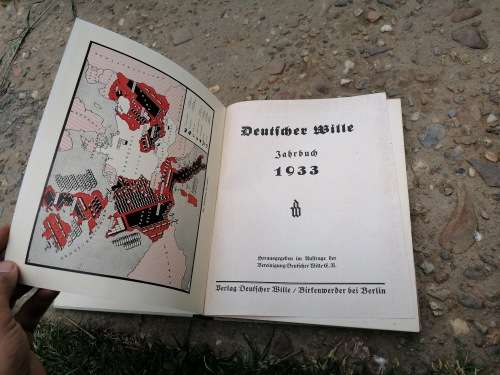 Deutscher Wille
Jahrbuch
1933
Herausgegeben im Auftrage der
Vereinigung Deutscher Wille E.V.
Verlag Deutscher Wille / Birkenwerder bei Berlin